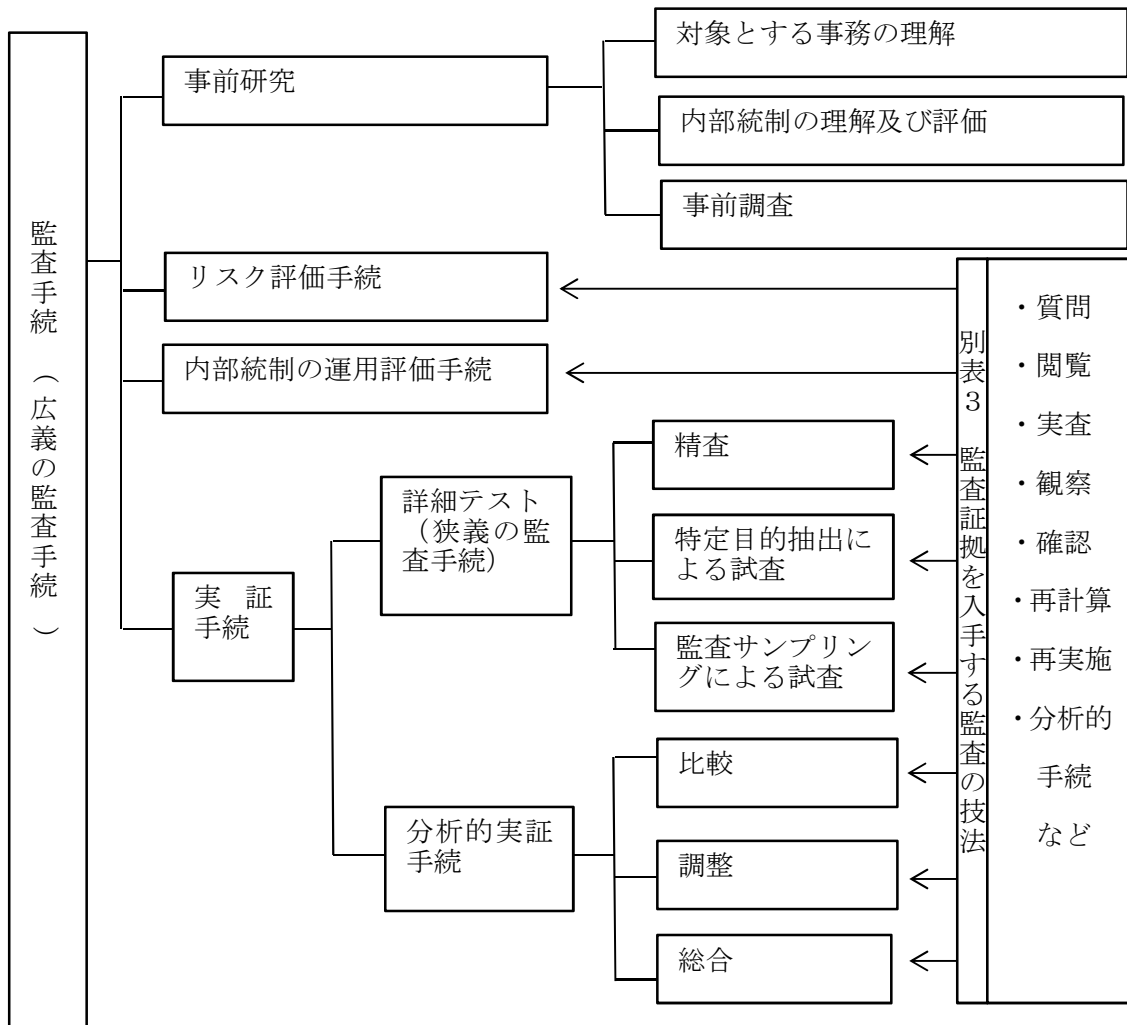 監査手続（広義の監査手続）
事前研究
対象とする事務の理解
内部統制の理解及び評価
事前調査
リスク評価手続
内部統制の運用評価手続
実証
手続
詳細テスト
（狭義の監
査手続）
精査
特定目的抽出に
よる試査
監査サンプリン
グによる試査
分析的実証
手続
比較
調整
総合
別表３　監査証拠を入手する監査の技法
・質問
・閲覧
・実査
・観察
・確認
・再計算
・再実施
・分析的
手続
など